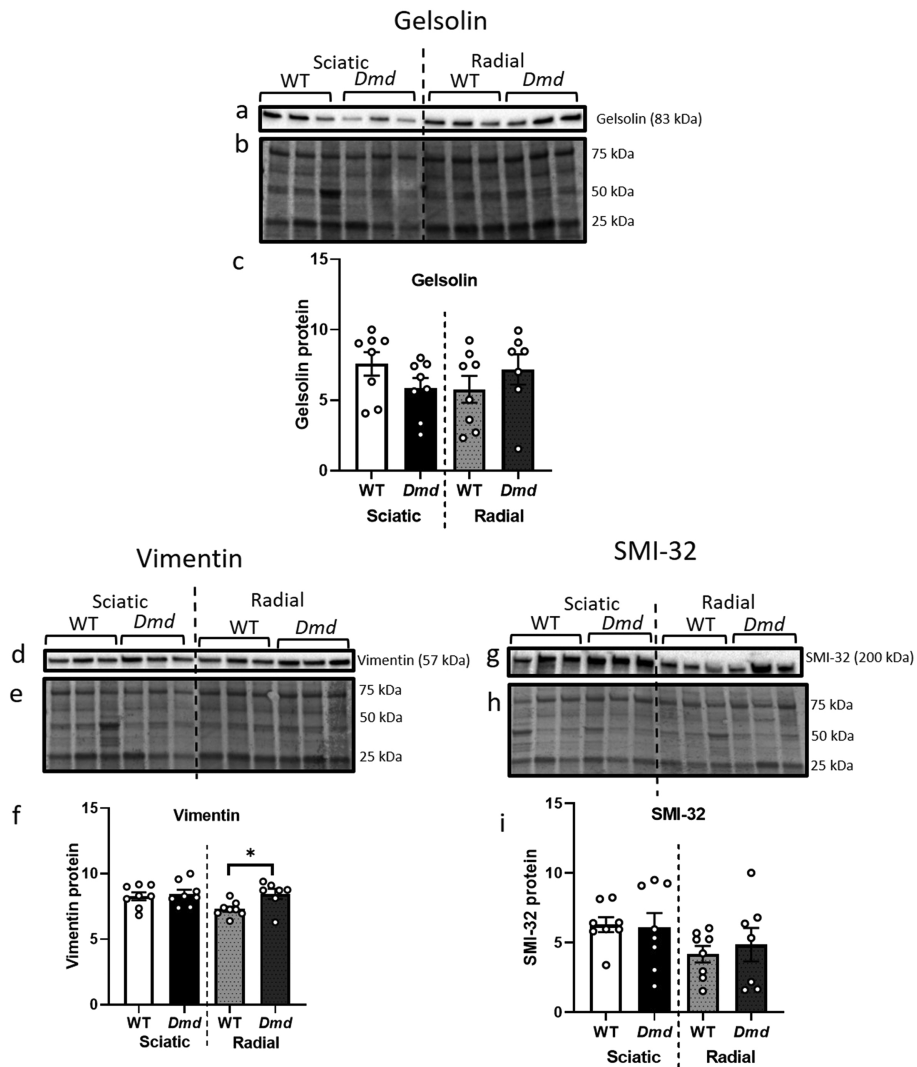 Gelsolin
Sciatic Radial
WT Dmd WT Dmd
a Gelsolin (83 kDa)
b 75 kDa
50 kDa
25 kDa
c
Gelsolin
Gelsolin protein
15
10
5
0
WT Dmd WT Dmd
Sciatic Radial
Vimentin
Sciatic Radial
WT Dmd WT Dmd
d Vimentin (57 kDa)
e 75 kDa
50 kDa
25 kDa
f
Vimentin
Vimentin protein
15
10
5
0
*
WT Dmd WT Dmd
Sciatic Radial
SMI-32
Sciatic Radial
WT Dmd WT Dmd
g SMI-32 (200 kDa)
h 75 kDa
50 kDa
25 kDa
i
SMI-32
SMI-32 protein
15
10
5
0
WT Dmd WT Dmd
Sciatic Radial